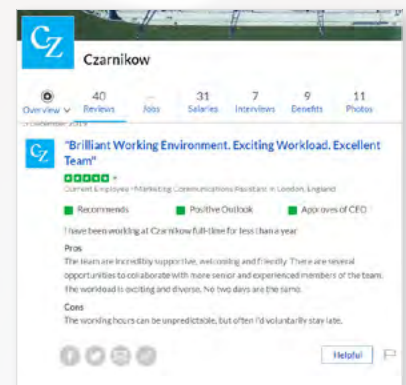 CZ
Czarnikow
40 31 7 9 11
Overview Reviews Jobs Salaries Interviews Benefits Photos
CZ
"Brilliant Working Environment. Exciting Workload. Excellent
Team"
Current Employee - Marketing Communications Assistant in London, England
Recommends Positive Outlook Approves of CEO
I have been working at Czarnikow full-time for less than a year
Pros
The team are incredibly supportive, welcoming and friendly. There are several
opportunities to collaborate with more senior and experienced members of the team.
The workload is exciting and diverse. No two days are the same.
Cons
The working hours can be unpredictable, but often I'd voluntarily stay late.
Helpful